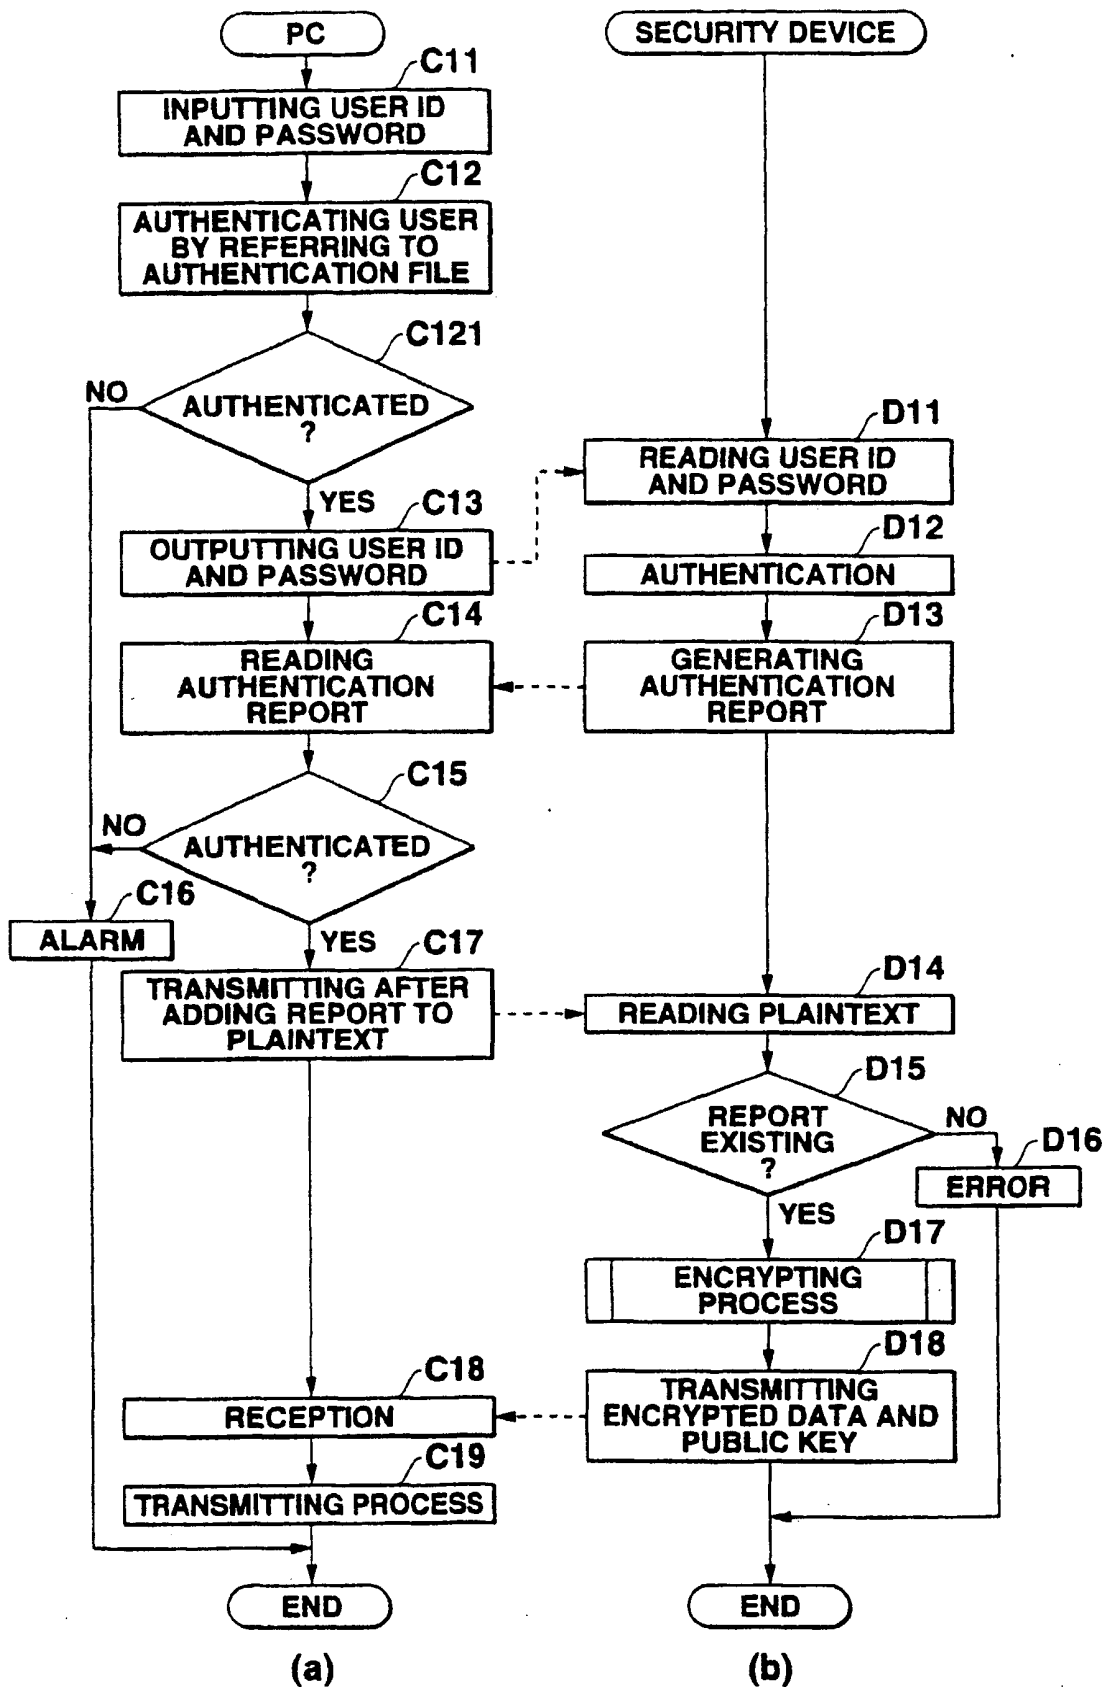 PC
C11
INPUTTING USER ID
AND PASSWORD
C12
AUTHENTICATING USER
BY REFERRING TO
AUTHENTICATION FILE
C121
NO
AUTHENTICATED
?
YES
C13
OUTPUTTING USER ID
AND PASSWORD
C14
READING
AUTHENTICATION
REPORT
C15
NO
AUTHENTICATED
?
C16
ALARM
YES
C17
TRANSMITTING AFTER
ADDING REPORT TO
PLAINTEXT
C18
RECEPTION
C19
TRANSMITTING PROCESS
END
(a)
SECURITY DEVICE
D11
READING USER ID
AND PASSWORD
D12
AUTHENTICATION
D13
GENERATING
AUTHENTICATION
REPORT
D14
READING PLAINTEXT
D15
REPORT
EXISTING
?
NO
D16
ERROR
YES
D17
ENCRYPTING
PROCESS
D18
TRANSMITTING
ENCRYPTED DATA AND
PUBLIC KEY
END
(b)